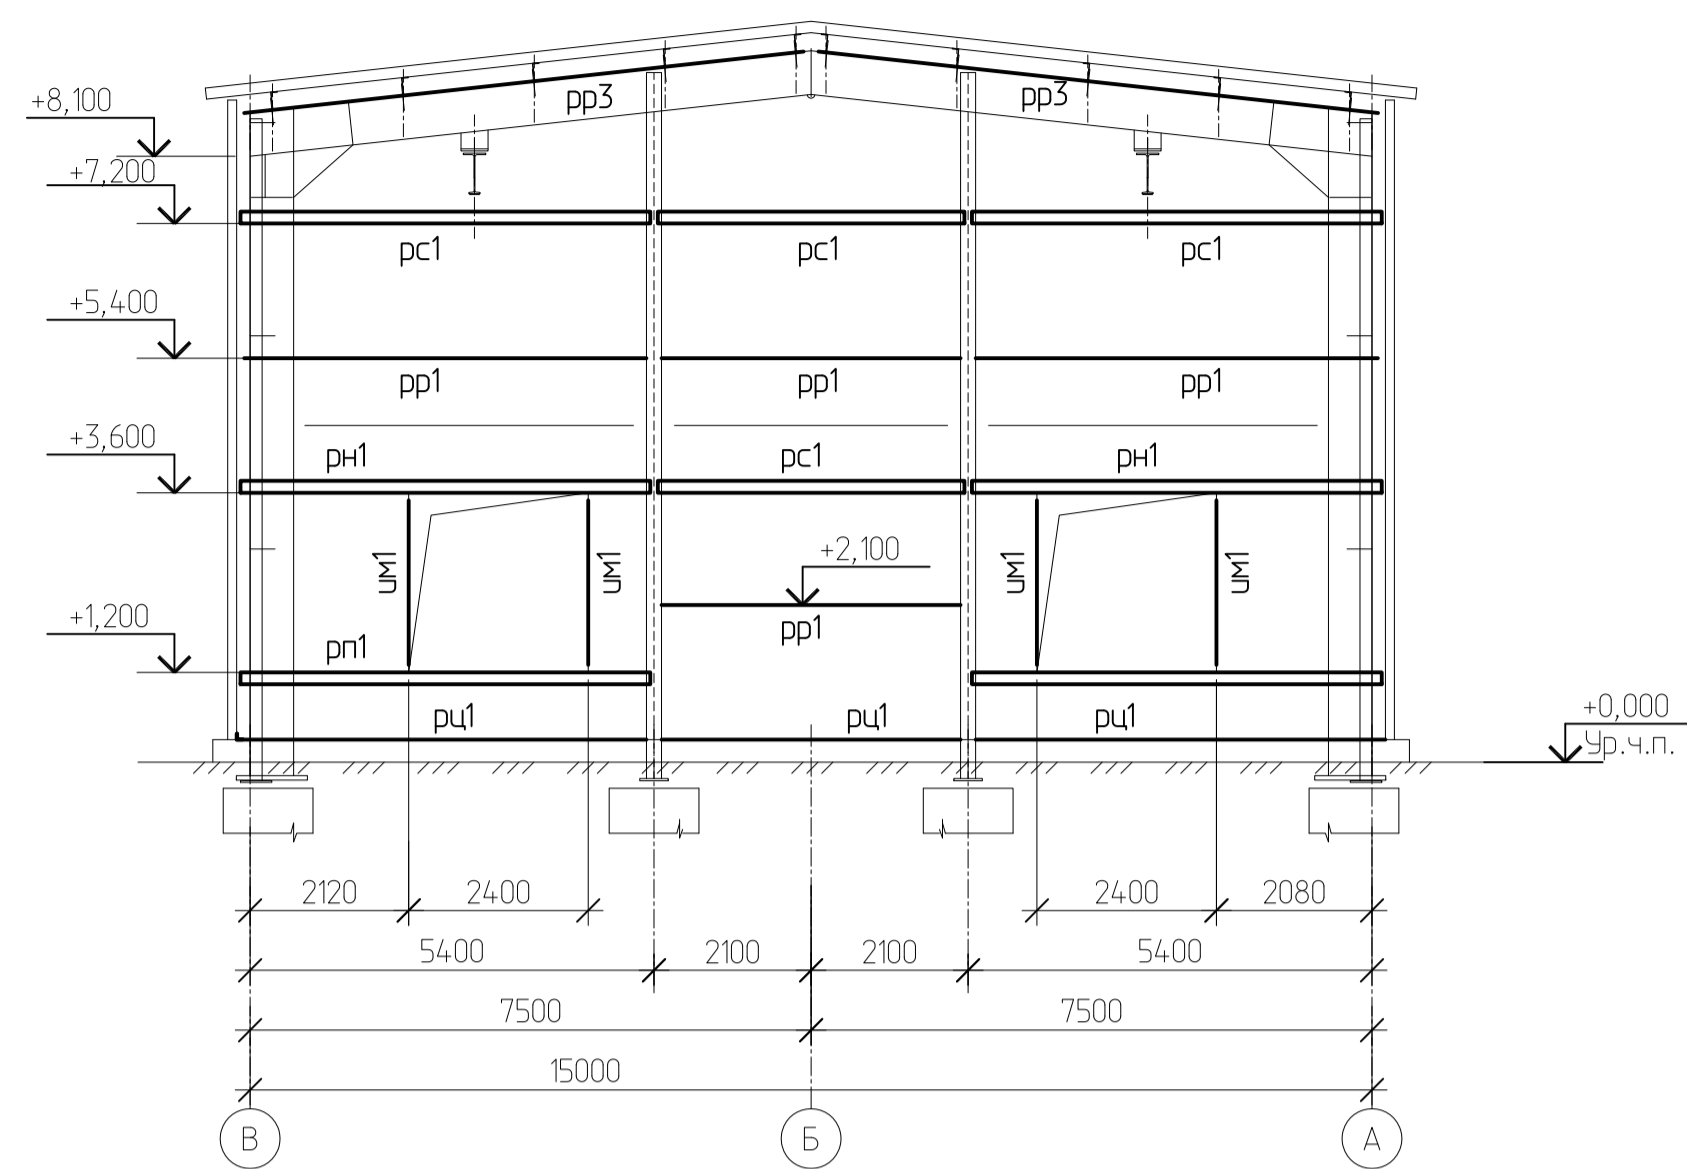 +8,100
рр3
рр3
+7,200
рс1
рс1
рс1
+5,400
рр1
рр1
рр1
+3,600
рн1
рс1
рн1
им1
им1
+2,100
им1
им1
+1,200
рп1
рр1
рц1
рц1
рц1
+0,000
Ур.ч.п.
2120
2400
2400
2080
5400
2100
2100
5400
7500
7500
15000
В
Б
А